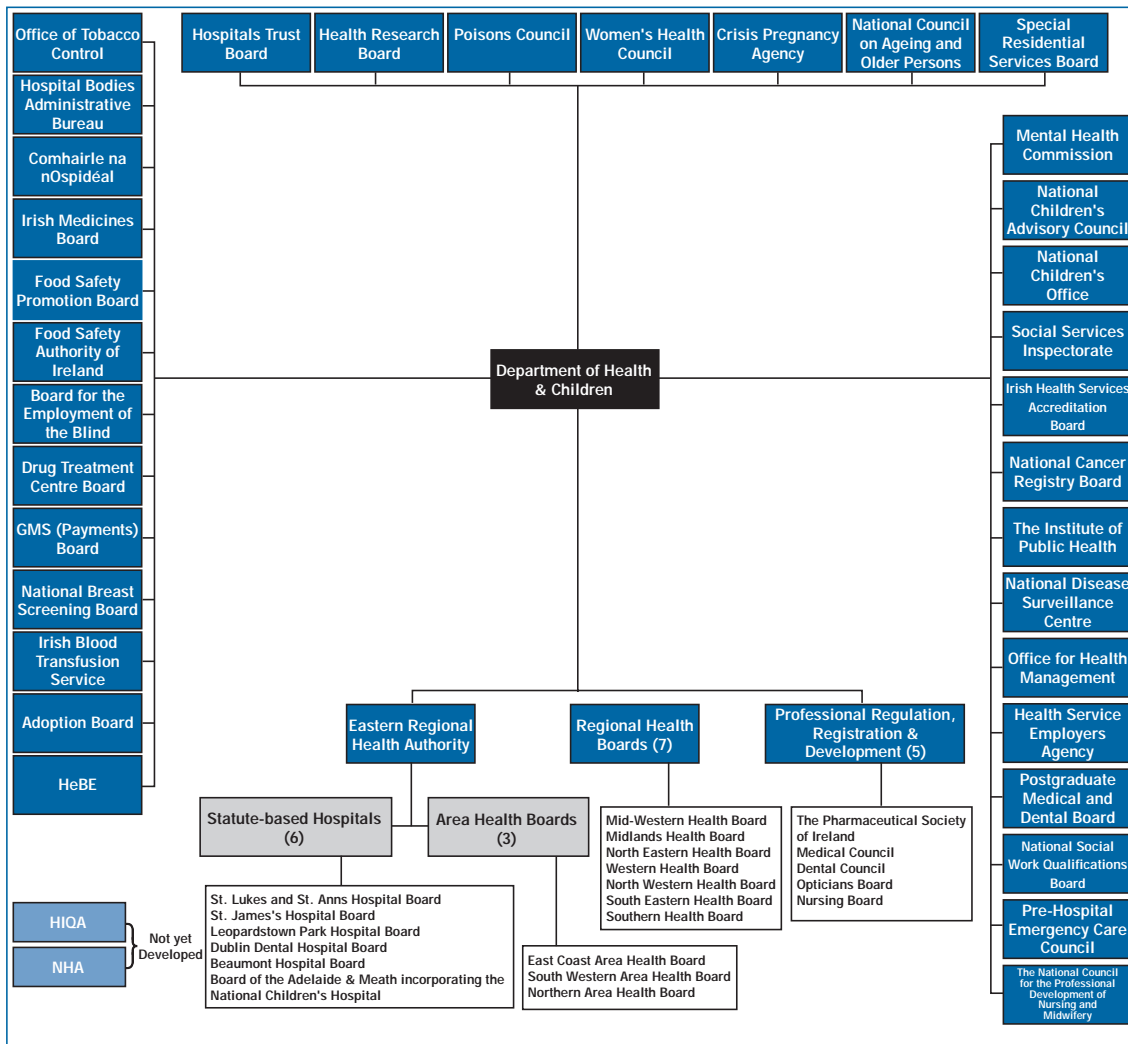 Office of Tobacco
Control
Hospitals Trust
Board
Health Research
Board
Poisons Council
Women's Health
Council
Crisis Pregnancy
Agency
National Council
on Ageing and
Older Persons
Special
Residential
Services Board
Hospital Bodies
Administrative
Bureau
Comhairle na
nOspidéal
Irish Medicines
Board
Food Safety
Promotion Board
Food Safety
Authority of
Ireland
Board for the
Employment of
the Blind
Drug Treatment
Centre Board
GMS (Payments)
Board
National Breast
Screening Board
Irish Blood
Transfusion
Service
Adoption Board
HeBE
Department of Health
& Children
Mental Health
Commission
National
Children's
Advisory Council
National
Children's
Office
Social Services
Inspectorate
Irish Health Services
Accreditation
Board
National Cancer
Registry Board
The Institute of
Public Health
National Disease
Surveillance
Centre
Office for Health
Management
Health Service
Employers
Agency
Postgraduate
Medical and
Dental Board
National Social
Work Qualifications
Board
Pre-Hospital
Emergency Care
Council
The National Council
for the Professional
Development of
Nursing and
Midwifery
Eastern Regional
Health Authority
Regional Health
Boards (7)
Professional Regulation,
Registration &
Development (5)
Statute-based Hospitals
(6)
Area Health Boards
(3)
Mid-Western Health Board
Midlands Health Board
North Eastern Health Board
Western Health Board
North Western Health Board
South Eastern Health Board
Southern Health Board
The Pharmaceutical Society
of Ireland
Medical Council
Dental Council
Opticians Board
Nursing Board
St. Lukes and St. Anns Hospital Board
St. James's Hospital Board
Leopardstown Park Hospital Board
Dublin Dental Hospital Board
Beaumont Hospital Board
Board of the Adelaide & Meath incorporating the
National Children's Hospital
East Coast Area Health Board
South Western Area Health Board
Northern Area Health Board
HIQA
NHA
Not yet
Developed